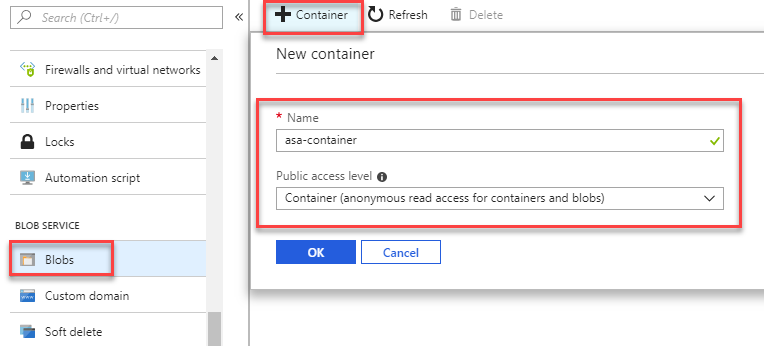 Search (Ctrl+/)
«
Firewalls and virtual networks
Properties
Locks
Automation script
BLOB SERVICE
Blobs
Custom domain
Soft delete
+ Container
Refresh
Delete
New container
* Name
asa-container
Public access level
Container (anonymous read access for containers and blobs)
OK
Cancel